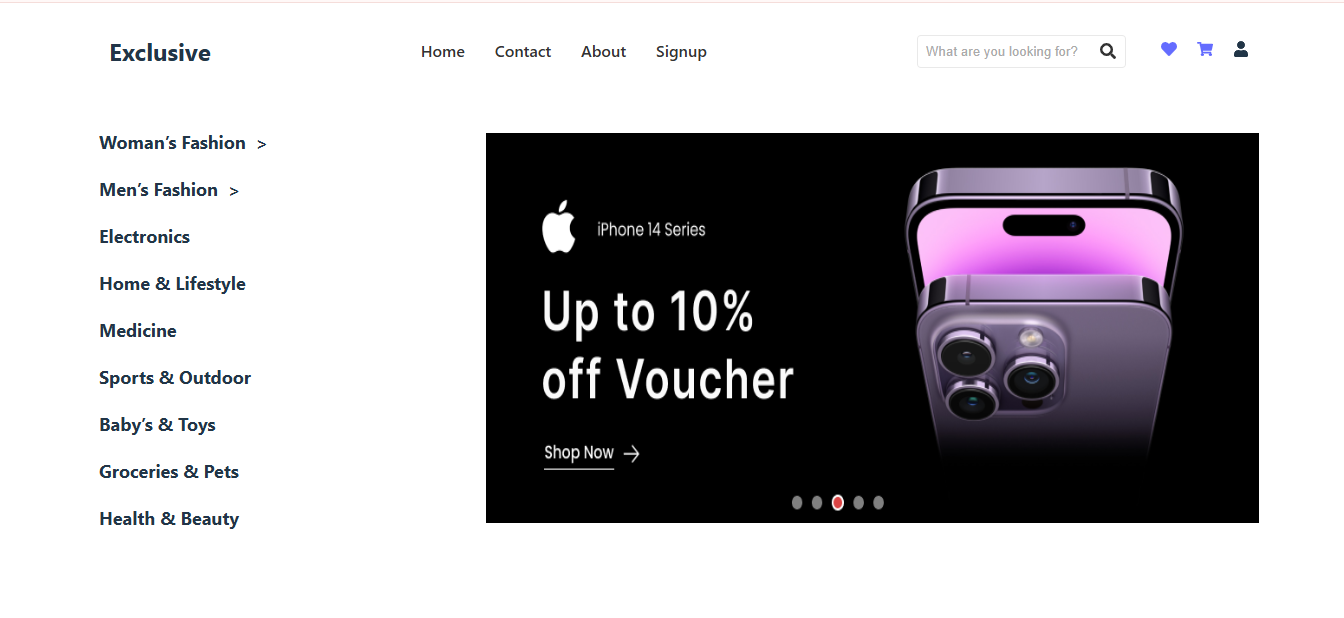 Exclusive
Home Contact About Signup
What are you looking for?
Woman’s Fashion >
Men’s Fashion >
Electronics
Home & Lifestyle
Medicine
Sports & Outdoor
Baby’s & Toys
Groceries & Pets
Health & Beauty
iPhone 14 Series
Up to 10%
off Voucher
Shop Now →